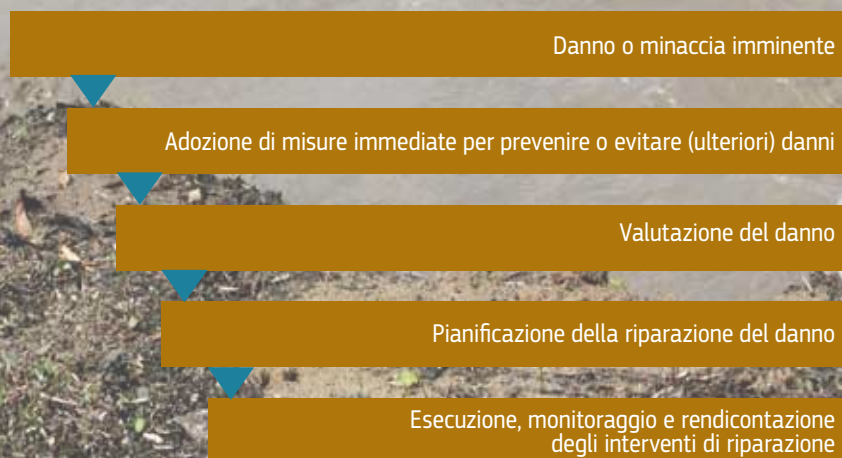 Danno o minaccia imminente
Adozione di misure immediate per prevenire o evitare (ulteriori) danni
Valutazione del danno
Pianificazione della riparazione del danno
Esecuzione, monitoraggio e rendicontazione
degli interventi di riparazione